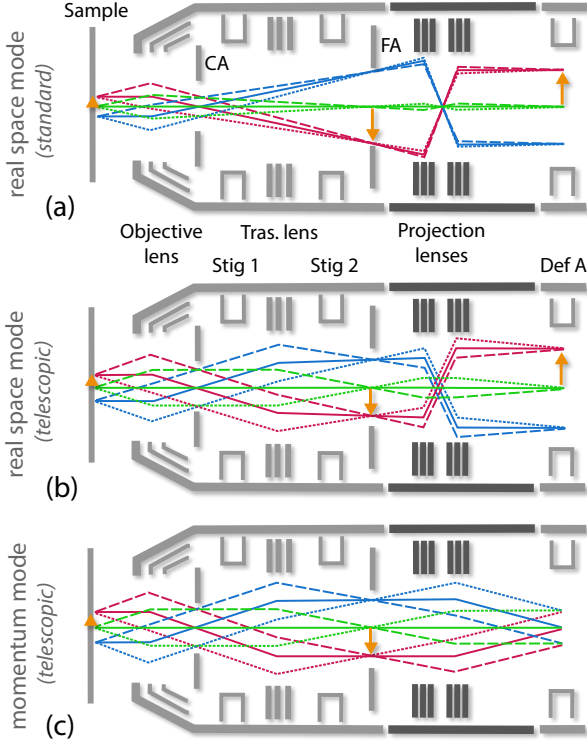 Sample
CA
FA
real space mode
(standard)
(a)
Objective
lens
Tras. lens
Projection
lenses
Stig 1
Stig 2
Def A
real space mode
(telescopic)
(b)
momentum mode
(telescopic)
(c)